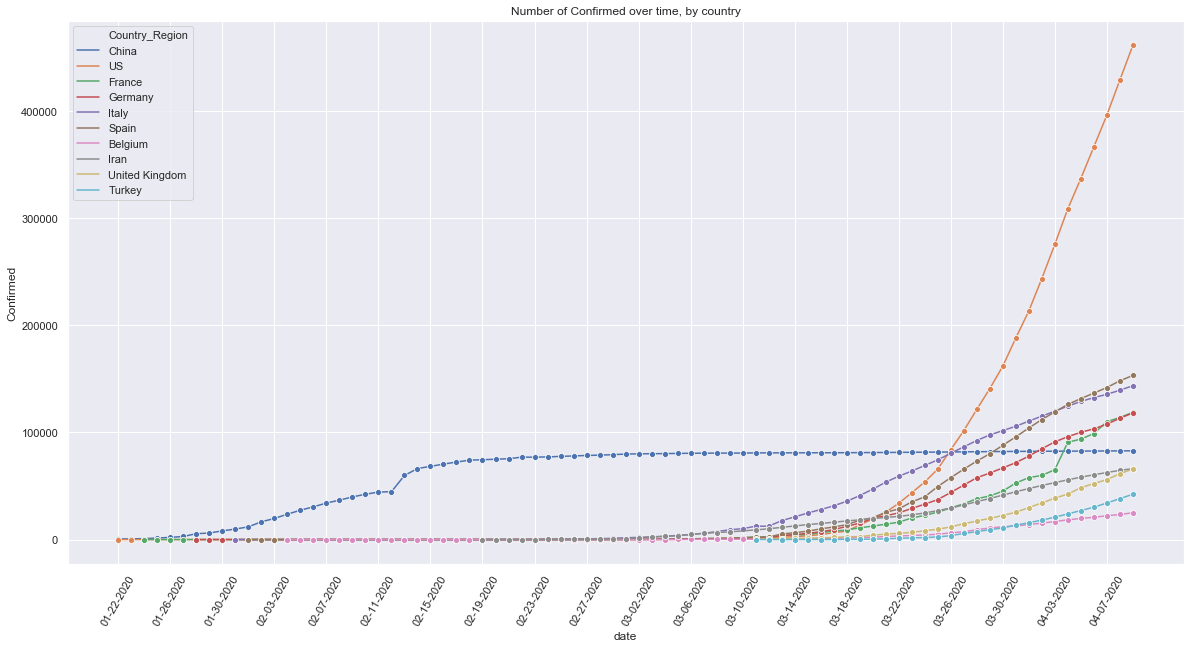 Number of Confirmed over time, by country
Country_Region
China
US
France
Germany
Italy
Spain
Belgium
Iran
United Kingdom
Turkey
400000
300000
200000
100000
0
Confirmed
01-22-2020
01-26-2020
01-30-2020
02-03-2020
02-07-2020
02-11-2020
02-15-2020
02-19-2020
02-23-2020
02-27-2020
03-02-2020
03-06-2020
03-10-2020
03-14-2020
03-18-2020
03-22-2020
03-26-2020
03-30-2020
04-03-2020
04-07-2020
date